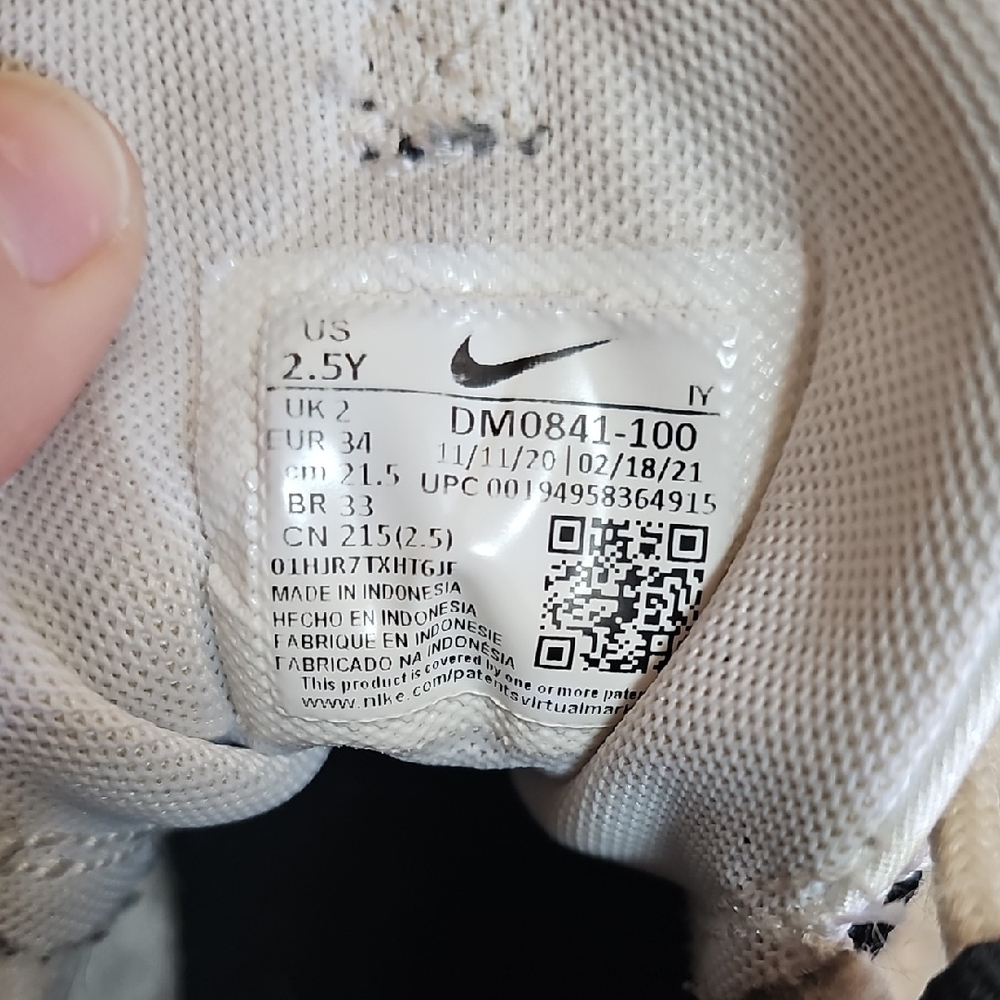 US
2.5Y
IY
UK 2
EUR 34
cm 21.5
BR 33
CN 215(2.5)
DM0841-100
11/11/20 | 02/18/21
UPC 00194958364915
01HJR7TXHTGJF
MADE IN INDONESIA
HECHO EN INDONESIA
FABRIQUE EN INDONESIE
FABRICADO NA INDONÉSIA
This product is covered by one or more
www.nike.com/patentsvirtualmar